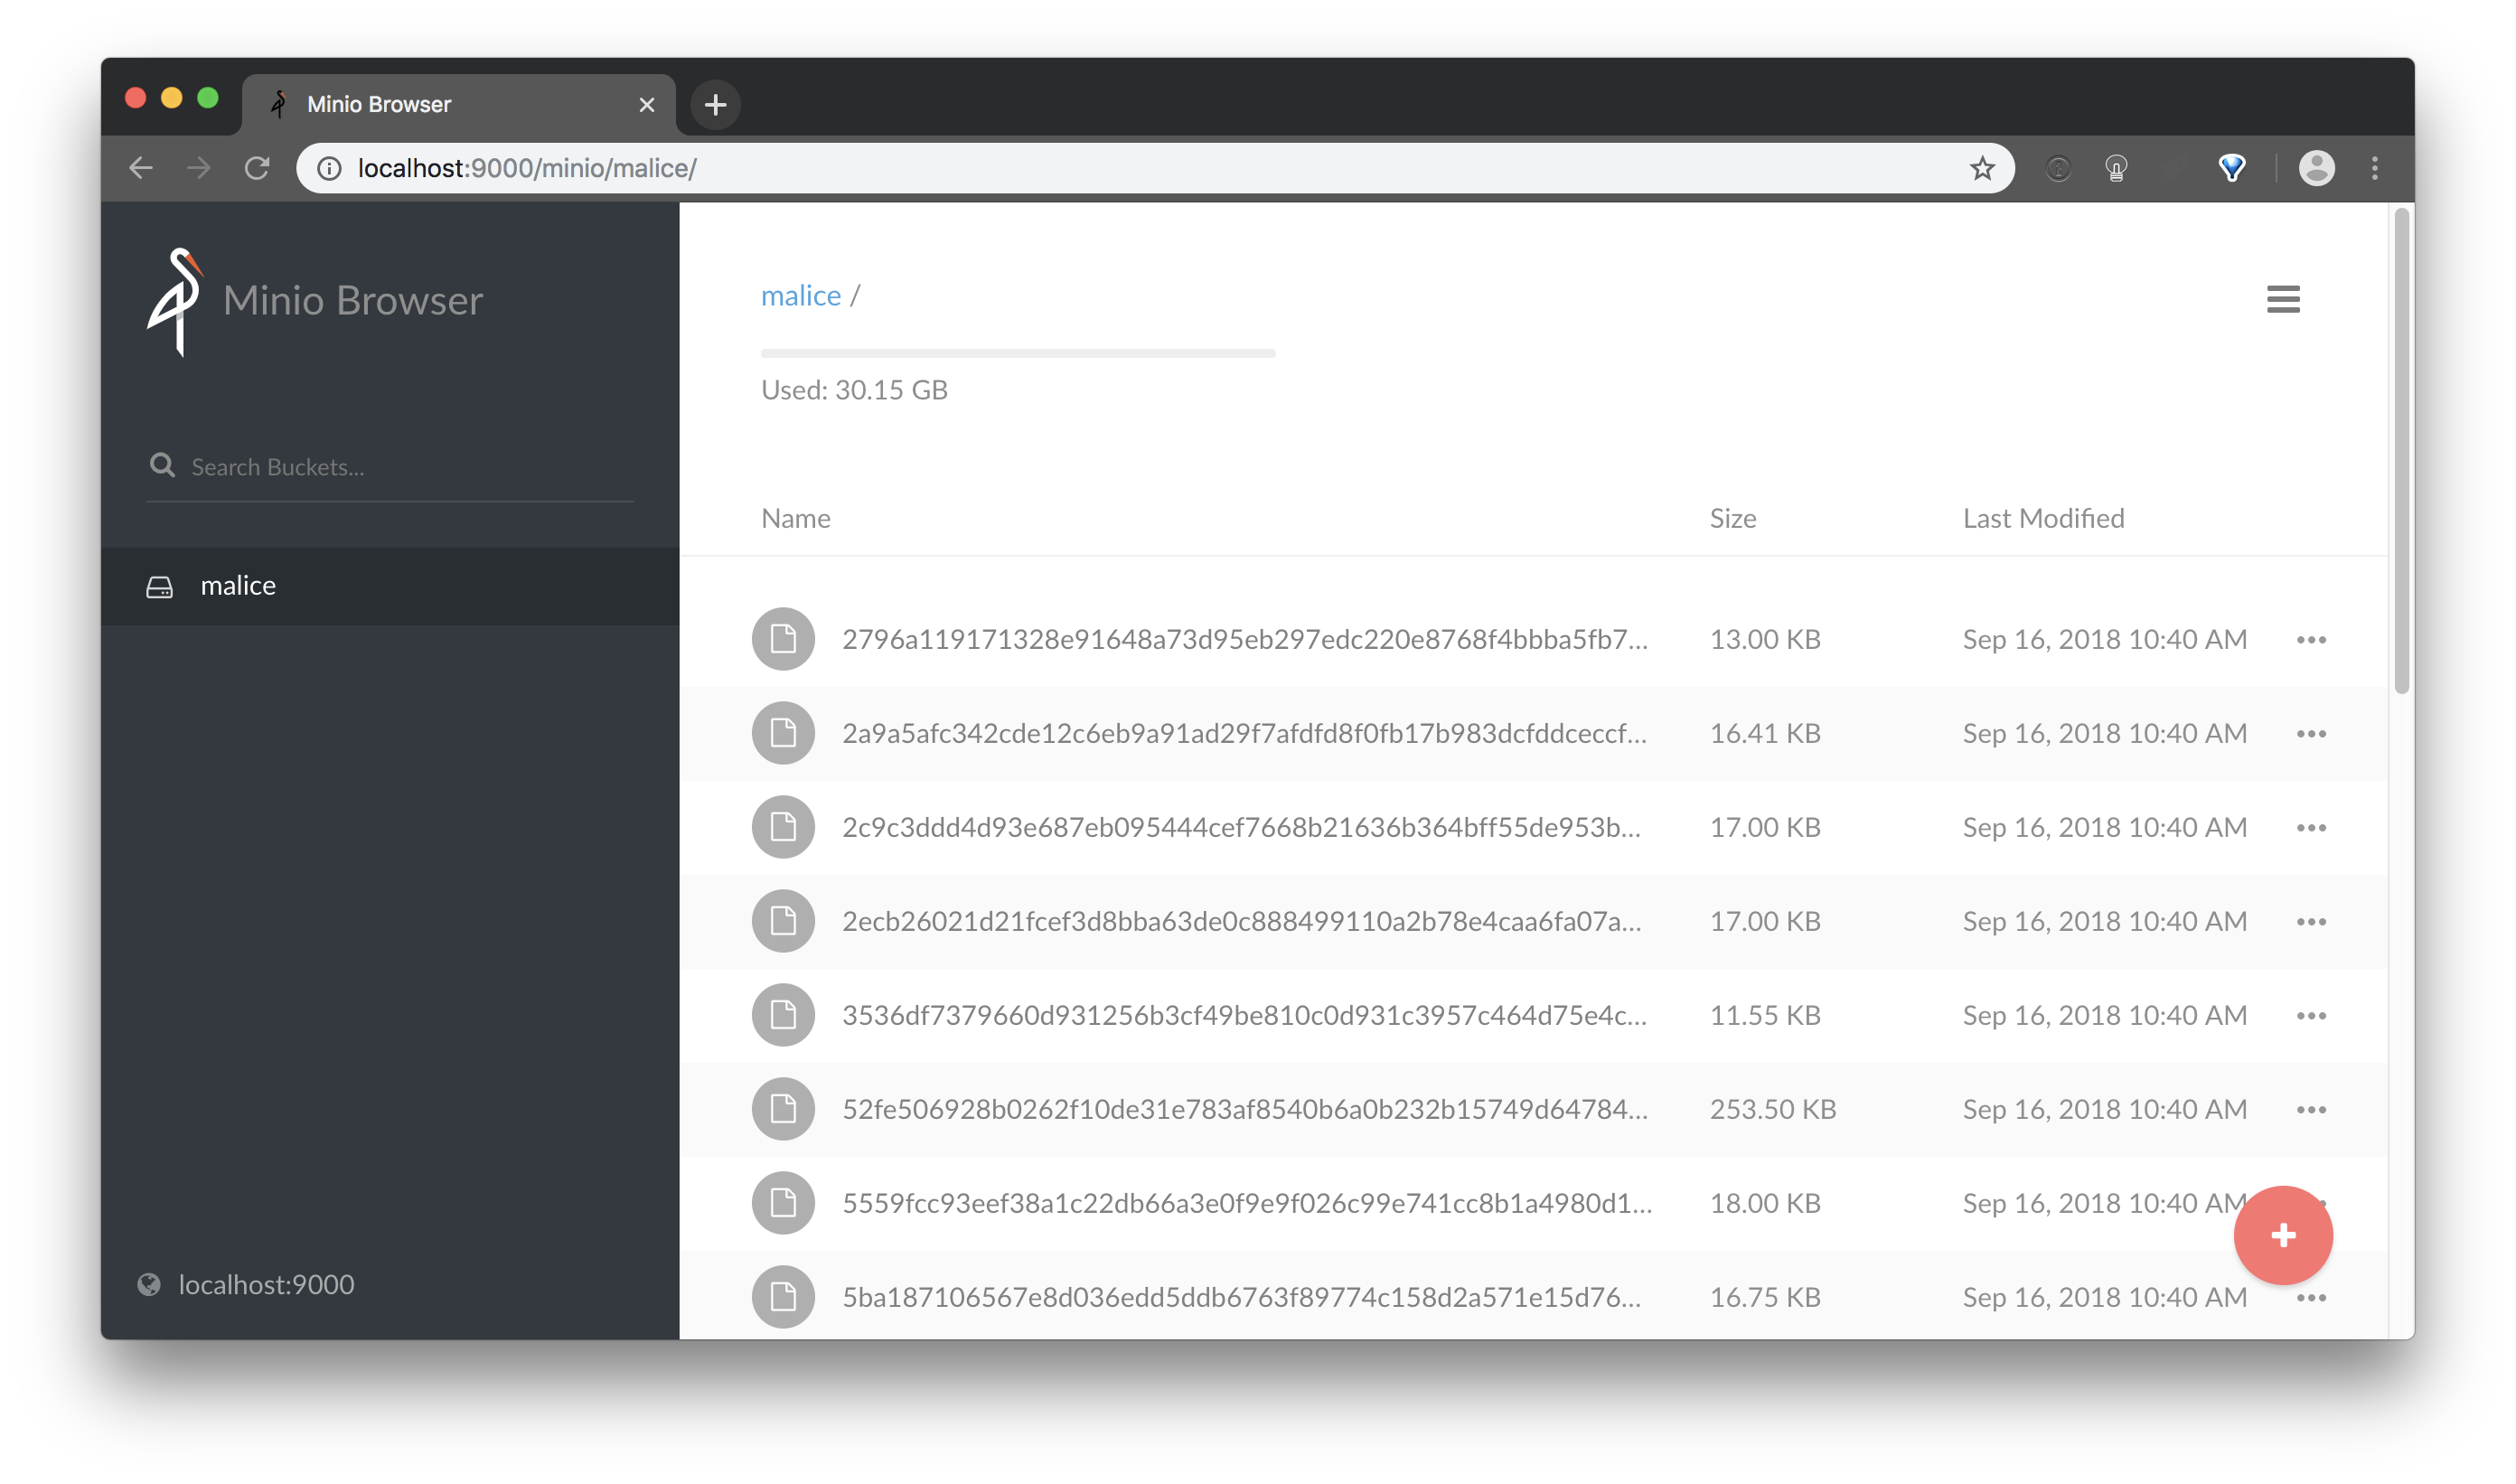 Minio Browser
localhost:9000/minio/malice/
Minio Browser
Search Buckets...
malice
localhost:9000
malice /
Used: 30.15 GB
Name Size Last Modified
2796a119171328e91648a73d95eb297edc220e8768f4bbba5fb7... 13.00 KB Sep 16, 2018 10:40 AM
2a9a5afc342cde12c6eb9a91ad29f7afdfd8f0fb17b983dcfddceccf... 16.41 KB Sep 16, 2018 10:40 AM
2c9c3ddd4d93e687eb095444cef7668b21636b364bff55de953b... 17.00 KB Sep 16, 2018 10:40 AM
2ecb26021d21fcef3d8bba63de0c888499110a2b78e4caa6fa07a... 17.00 KB Sep 16, 2018 10:40 AM
3536df7379660d931256b3cf49be810c0d931c3957c464d75e4c... 11.55 KB Sep 16, 2018 10:40 AM
52fe506928b0262f10de31e783af8540b6a0b232b15749d64784... 253.50 KB Sep 16, 2018 10:40 AM
5559fcc93eef38a1c22db66a3e0f9e9f026c99e741cc8b1a4980d1... 18.00 KB Sep 16, 2018 10:40 AM
5ba187106567e8d036edd5ddb6763f89774c158d2a571e15d76... 16.75 KB Sep 16, 2018 10:40 AM